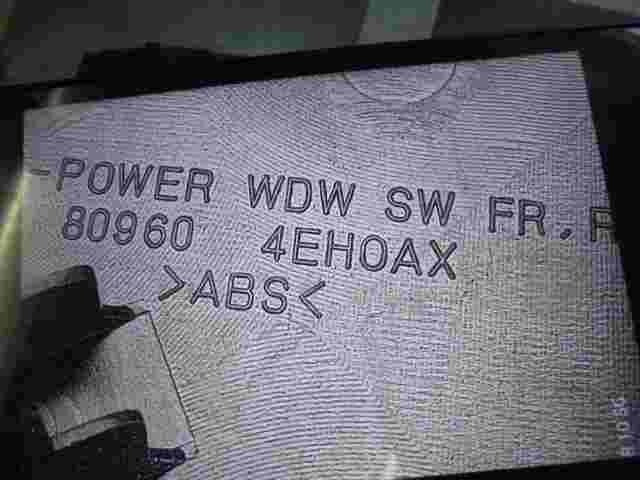 -POWER WDW SW FR, R
80960 4EH0AX
>ABS<